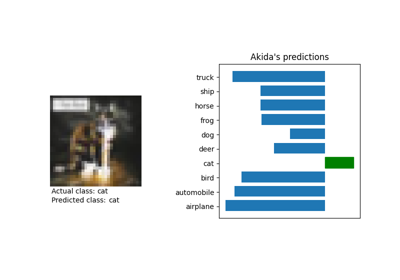 Akida's predictions
truck
ship
horse
frog
dog
deer
cat
bird
automobile
airplane
Actual class: cat
Predicted class: cat